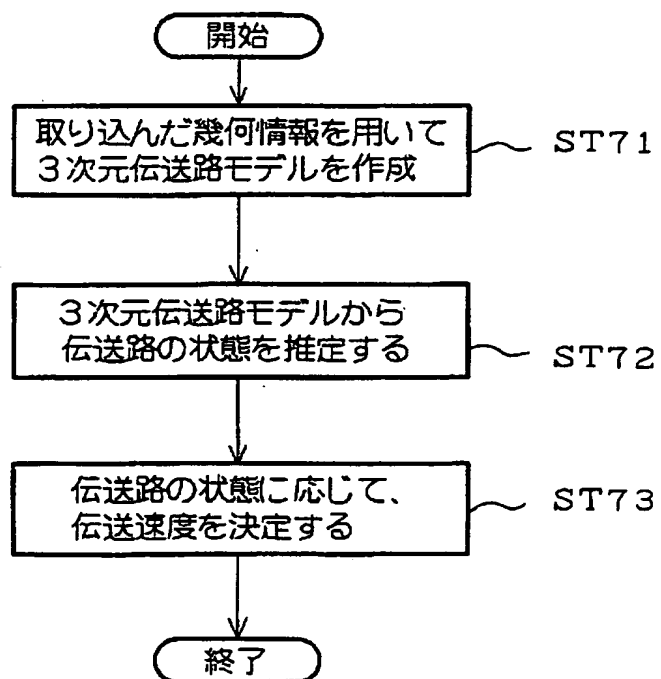 開始
取り込んだ幾何情報を用いて
3次元伝送路モデルを作成
ST71
3次元伝送路モデルから
伝送路の状態を推定する
ST72
伝送路の状態に応じて、
伝送速度を決定する
ST73
終了